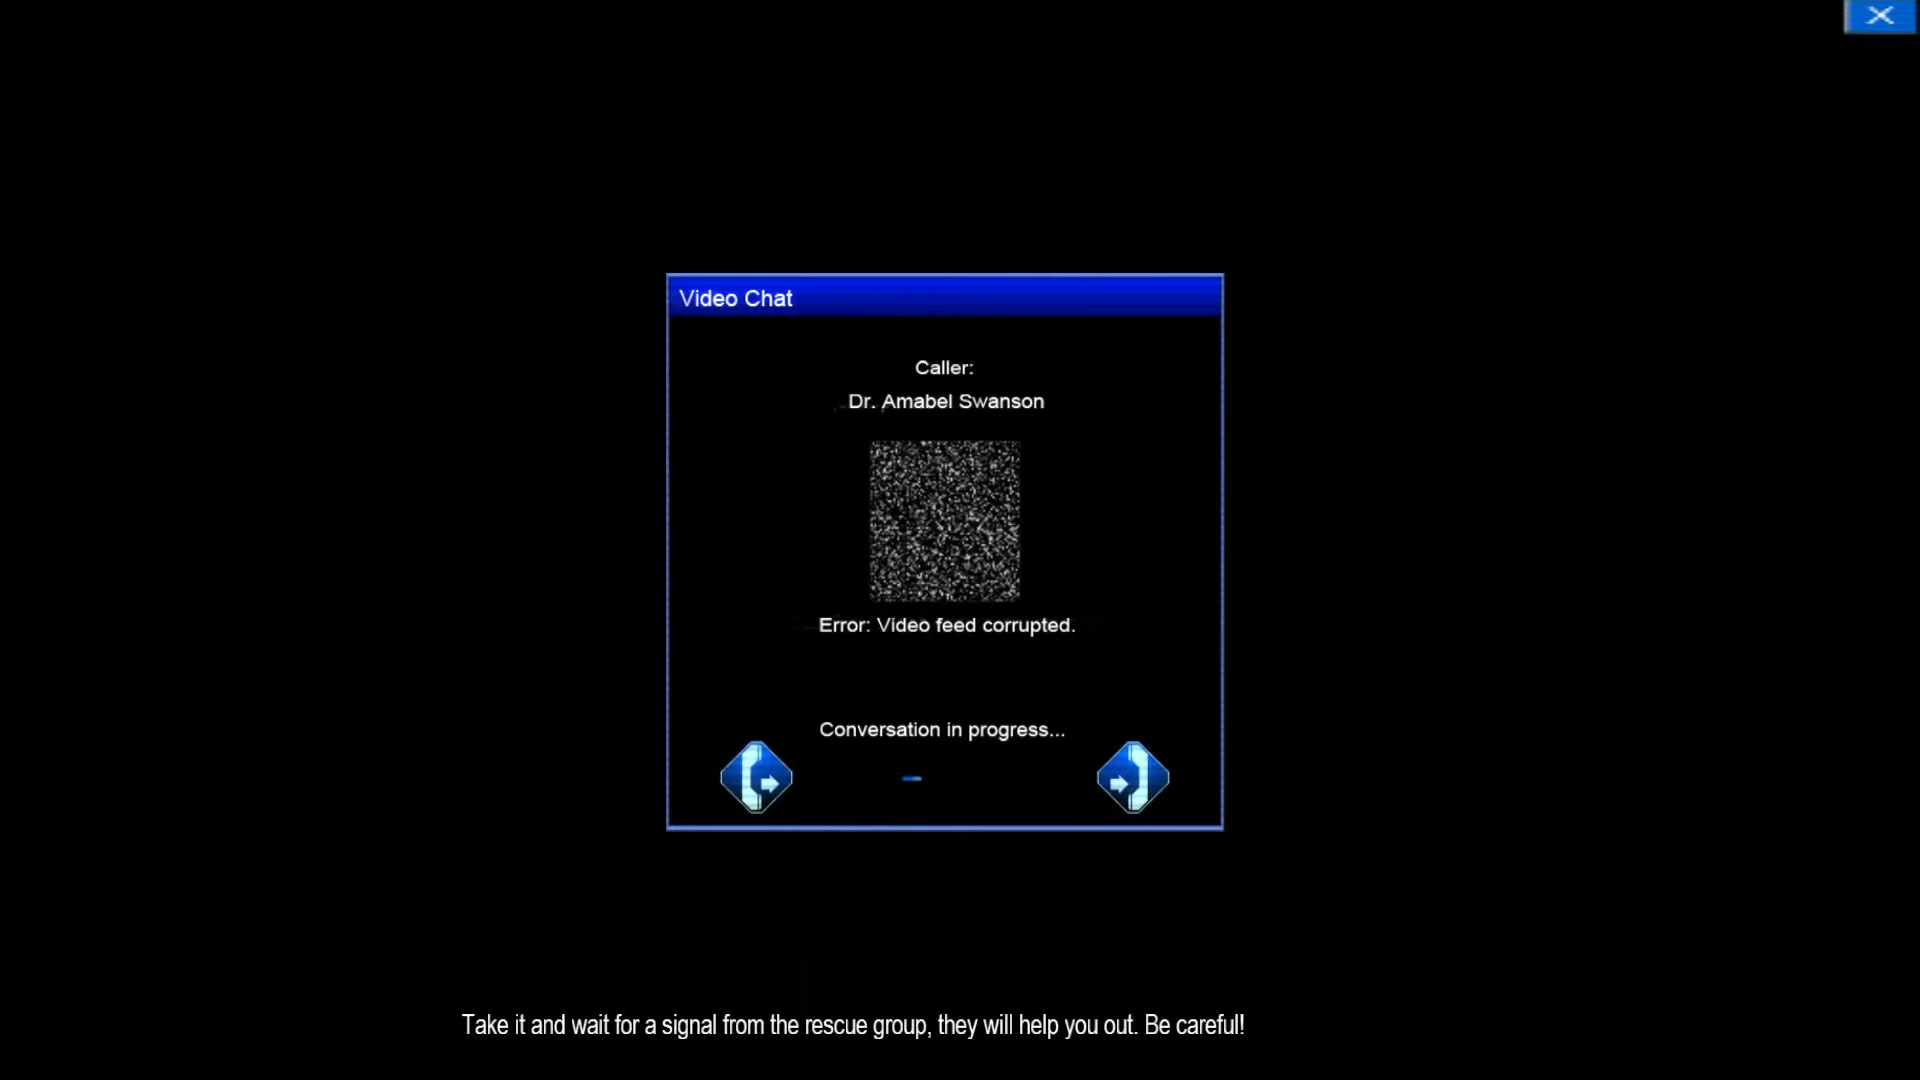 Video Chat
Caller:
Dr. Amabel Swanson
Error: Video feed corrupted.
Conversation in progress...
Take it and wait for a signal from the rescue group, they will help you out. Be careful!